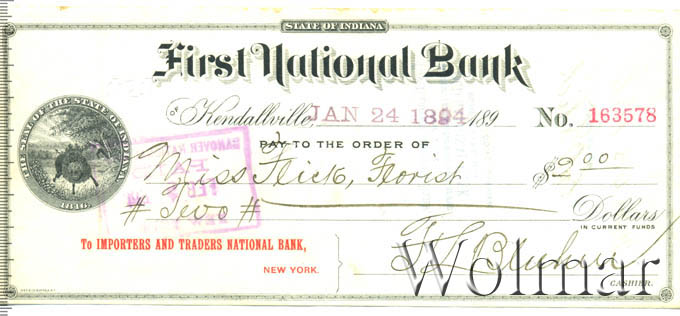 STATE OF INDIANA
First National Bank
Kendallville, JAN 24 1894 189 No. 163578
PAY TO THE ORDER OF
Miss Flick, Florist $2.00
# Two # Dollars
IN CURRENT FUNDS
To IMPORTERS AND TRADERS NATIONAL BANK,
NEW YORK.
CASHIER.
THE SEAL OF THE STATE OF INDIANA
1816
HANOVER
Wolmar